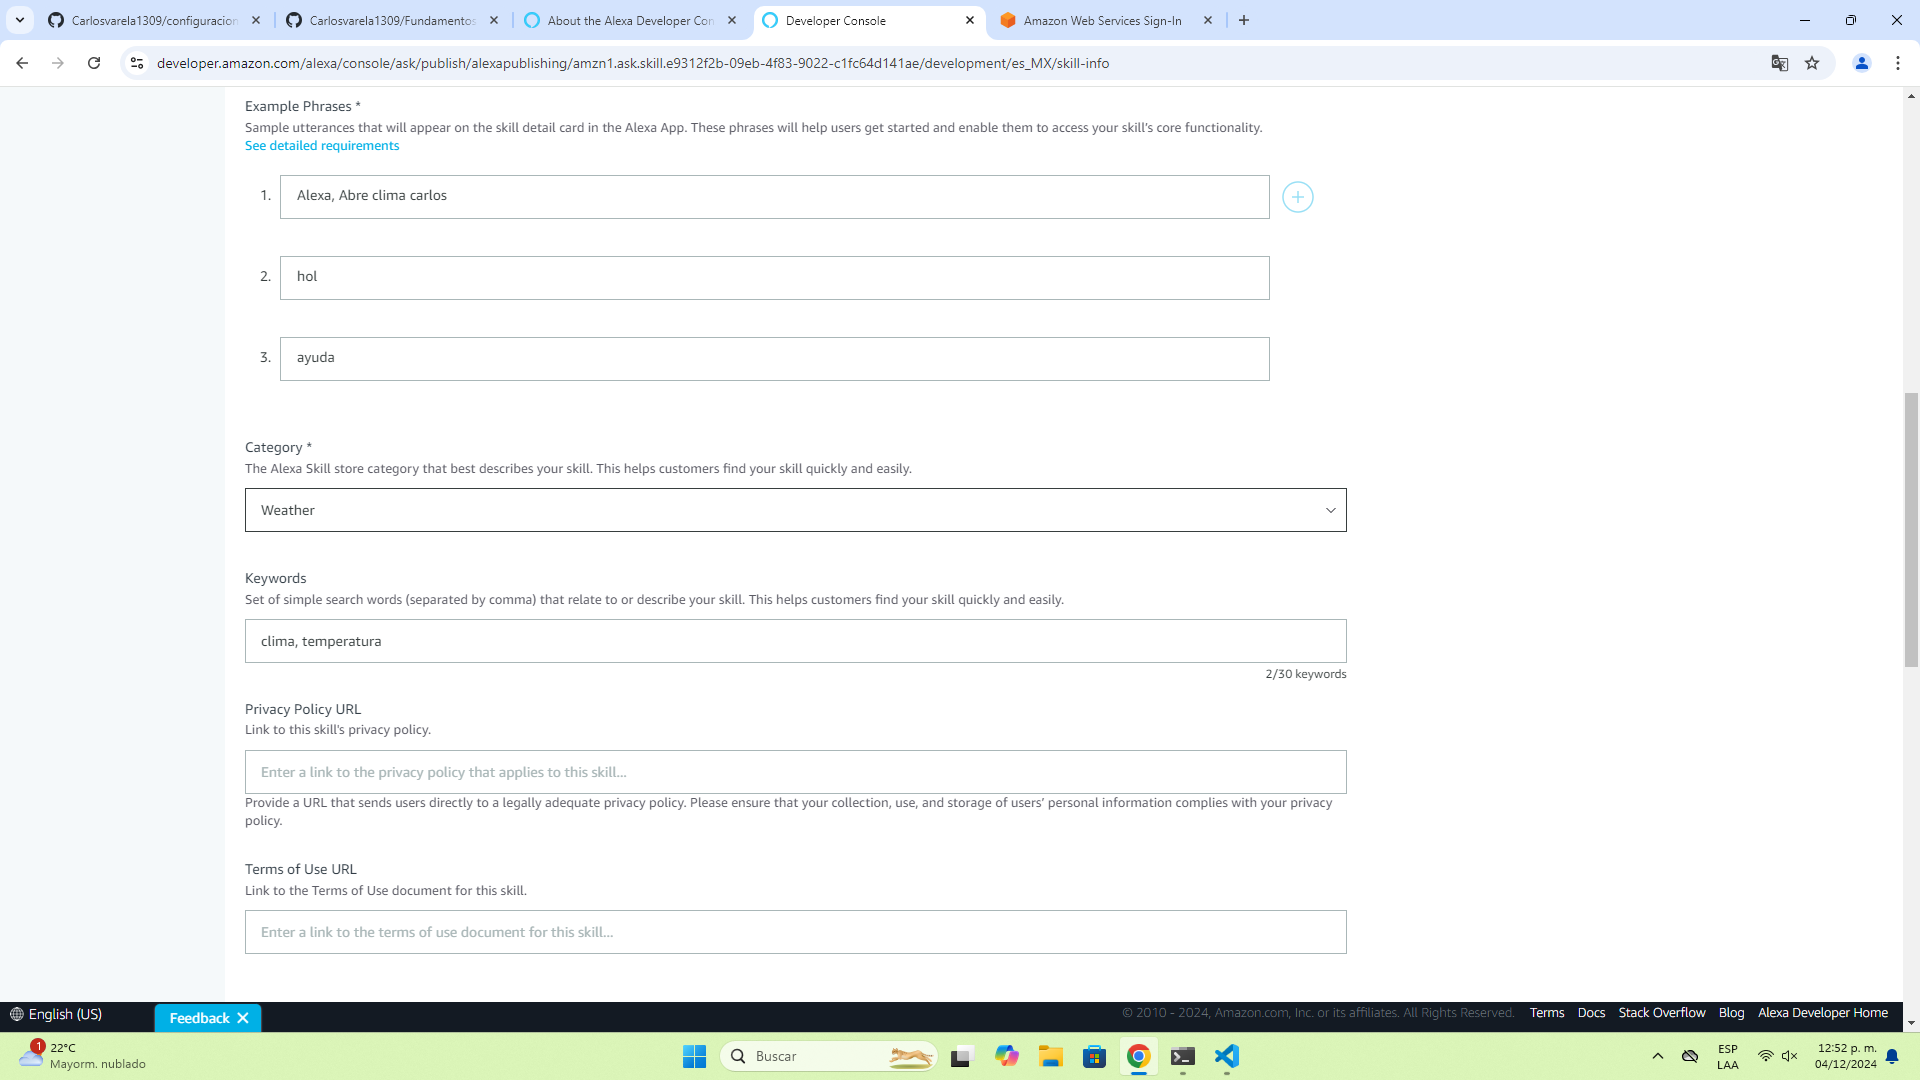 Carlosvarela1309/configuracion
Carlosvarela1309/Fundamentos
About the Alexa Developer Con
Developer Console
Amazon Web Services Sign-In
developer.amazon.com/alexa/console/ask/publish/alexapublishing/amzn1.ask.skill.e9312f2b-09eb-4f83-9022-c1fc64d141ae/development/es_MX/skill-info
Example Phrases *
Sample utterances that will appear on the skill detail card in the Alexa App. These phrases will help users get started and enable them to access your skill’s core functionality.
See detailed requirements
1. Alexa, Abre clima carlos
2. hol
3. ayuda
Category *
The Alexa Skill store category that best describes your skill. This helps customers find your skill quickly and easily.
Weather
Keywords
Set of simple search words (separated by comma) that relate to or describe your skill. This helps customers find your skill quickly and easily.
clima, temperatura
2/30 keywords
Privacy Policy URL
Link to this skill's privacy policy.
Enter a link to the privacy policy that applies to this skill...
Provide a URL that sends users directly to a legally adequate privacy policy. Please ensure that your collection, use, and storage of users’ personal information complies with your privacy
policy.
Terms of Use URL
Link to the Terms of Use document for this skill.
Enter a link to the terms of use document for this skill...
English (US)
Feedback
© 2010 - 2024, Amazon.com, Inc. or its affiliates. All Rights Reserved.
Terms
Docs
Stack Overflow
Blog
Alexa Developer Home
1
22°C
Mayorm. nublado
Buscar
ESP
LAA
12:52 p. m.
04/12/2024